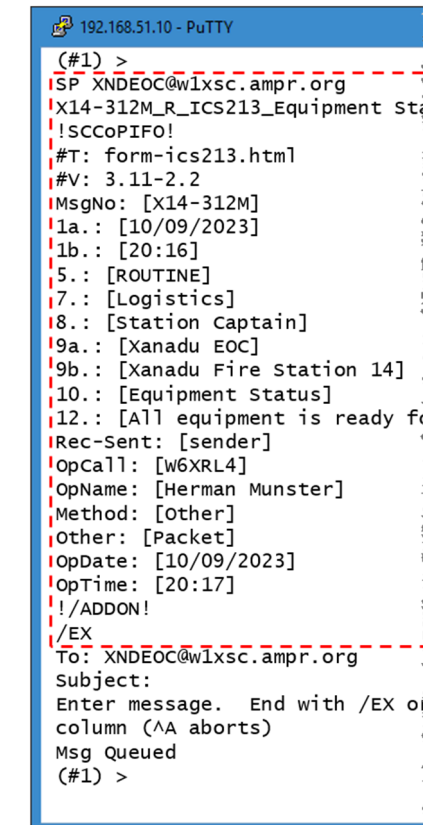 192.168.51.10 - PuTTY
(#1) >
SP XNDEOC@w1xsc.ampr.org
X14-312M_R_ICS213_Equipment
!SCCoPIFO!
#T: form-ics213.html
#V: 3.11-2.2
MsgNo: [X14-312M]
1a.: [10/09/2023]
1b.: [20:16]
5.: [ROUTINE]
7.: [Logistics]
8.: [Station Captain]
9a.: [Xanadu EOC]
9b.: [Xanadu Fire Station 14]
10.: [Equipment Status]
12.: [All equipment is ready
Rec-Sent: [sender]
OpCall: [W6XRL4]
OpName: [Herman Munster]
Method: [Other]
Other: [Packet]
OpDate: [10/09/2023]
OpTime: [20:17]
!/ADDON!
/EX
To: XNDEOC@w1xsc.ampr.org
Subject:
Enter message.  End with /EX
column (^A aborts)
Msg Queued
(#1) >